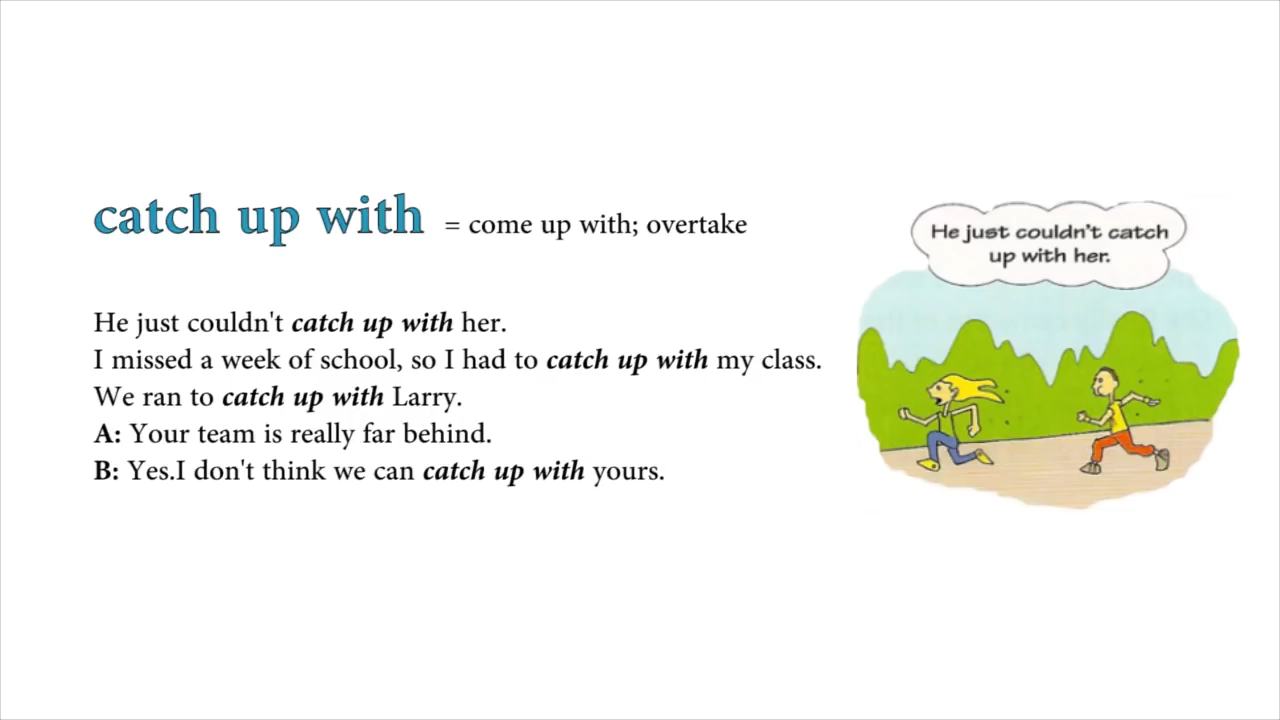 catch up with = come up with; overtake
He just couldn't catch up with her.
I missed a week of school, so I had to catch up with my class.
We ran to catch up with Larry.
A: Your team is really far behind.
B: Yes.I don't think we can catch up with yours.
He just couldn't catch
up with her.